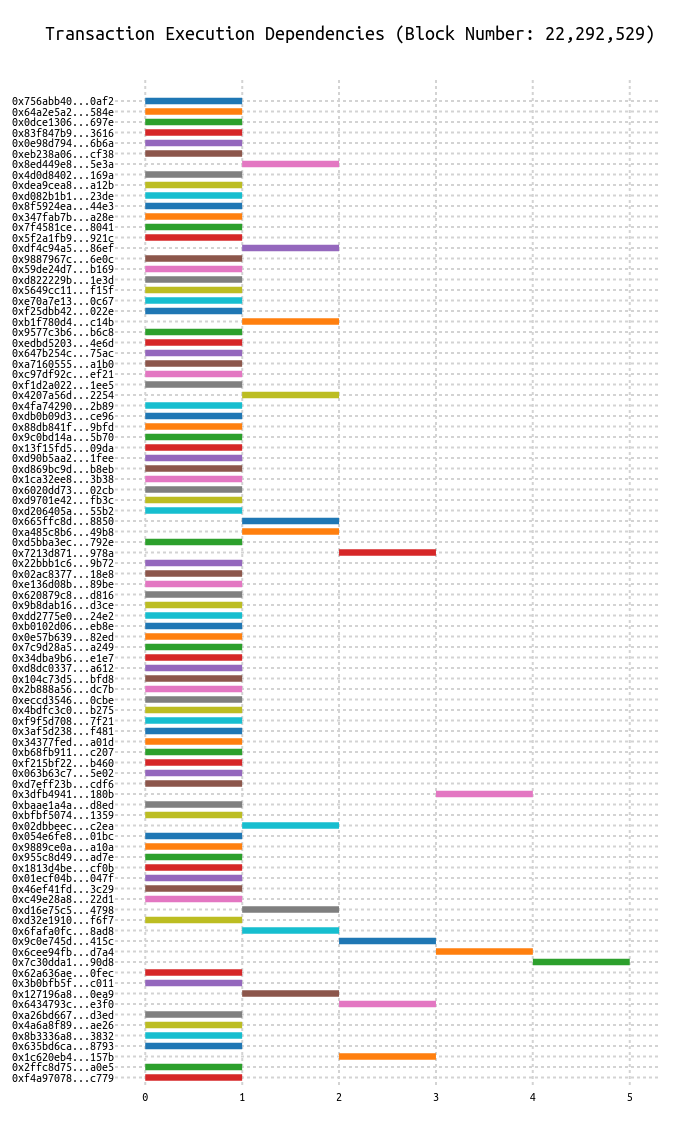 Transaction Execution Dependencies (Block Number: 22,292,529)
0x756abb40...0af2
0x64a2e5a2...584e
0x0dce1306...697e
0x83f847b9...3616
0x0e98d794...6b6a
0xeb238a06...cf38
0x8ed449e8...5e3a
0x4d0d8402...169a
0xdea9cea8...a12b
0xd082b1b1...23de
0x8f5924ea...44e3
0x347fab7b...a28e
0x7f4581ce...8041
0x5f2a1fb9...921c
0xdf4c94a5...86ef
0x9887967c...6e0c
0x59de24d7...b169
0xd822229b...1e3d
0x5649cc11...f15f
0xe70a7e13...0c67
0xf25dbb42...022e
0xb1f780d4...c14b
0x9577c3b6...b6c8
0xedbd5203...4e6d
0x647b254c...75ac
0xa7160555...a1b0
0xc97df92c...ef21
0xf1d2a022...1ee5
0x4207a56d...2254
0x4fa74290...2b89
0xdb0b09d3...ce96
0x88db841f...9bfd
0x9c0bd14a...5b70
0x13f15fd5...09da
0xd90b5aa2...1fee
0xd869bc9d...b8eb
0x1ca32ee8...3b38
0x6020dd73...02cb
0xd9701e42...fb3c
0xd206405a...55b2
0x665ffc8d...8850
0xa485c8b6...49b8
0xd5bba3ec...792e
0x7213d871...978a
0x22bbb1c6...9b72
0x02ac8377...18e8
0xe136d08b...89be
0x620879c8...d816
0x9b8dab16...d3ce
0xdd2775e0...24e2
0xb0102d06...eb8e
0x0e57b639...82ed
0x7c9d28a5...a249
0x34dba9b6...e1e7
0xd8dc0337...a612
0x104c73d5...bfd8
0x2b888a56...dc7b
0xeccd3546...0cbe
0x4bdfc3c0...b275
0xf9f5d708...7f21
0x3af5d238...f481
0x34377fed...a01d
0xb68fb911...c207
0xf215bf22...b460
0x063b63c7...5e02
0xd7eff23b...cdf6
0x3dfb4941...180b
0xbaae1a4a...d8ed
0xbfbf5074...1359
0x02dbbeec...c2ea
0x054e6fe8...01bc
0x9889ce0a...a10a
0x955c8d49...ad7e
0x1813d4be...cf0b
0x01ecf04b...047f
0x46ef41fd...3c29
0xc49e28a8...22d1
0xd16e75c5...4798
0xd32e1910...f6f7
0x6fafa0fc...8ad8
0x9c0e745d...415c
0x6cee94fb...d7a4
0x7c30dda1...90d8
0x62a636ae...0fec
0x3b0bfb5f...c011
0x127196a8...0ea9
0x6434793c...e3f0
0xa26bd667...d3ed
0x4a6a8f89...ae26
0x8b3336a8...3832
0x635bd6ca...8793
0x1c620eb4...157b
0x2ffc8d75...a0e5
0xf4a97078...c779
0 1 2 3 4 5